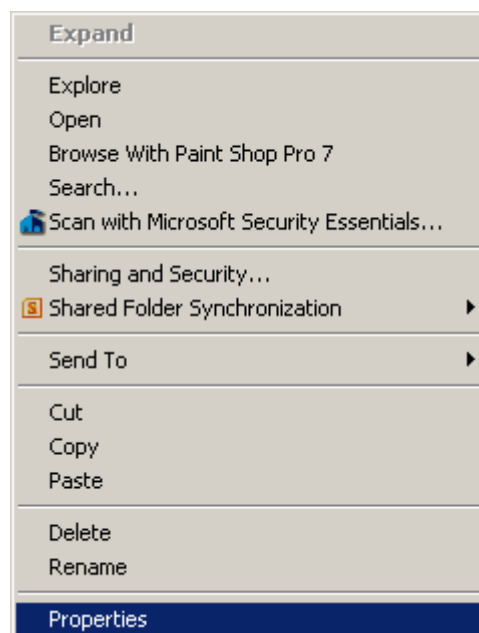 Expand
Explore
Open
Browse With Paint Shop Pro 7
Search...
Scan with Microsoft Security Essentials...
Sharing and Security...
S Shared Folder Synchronization
Send To
Cut
Copy
Paste
Delete
Rename
Properties